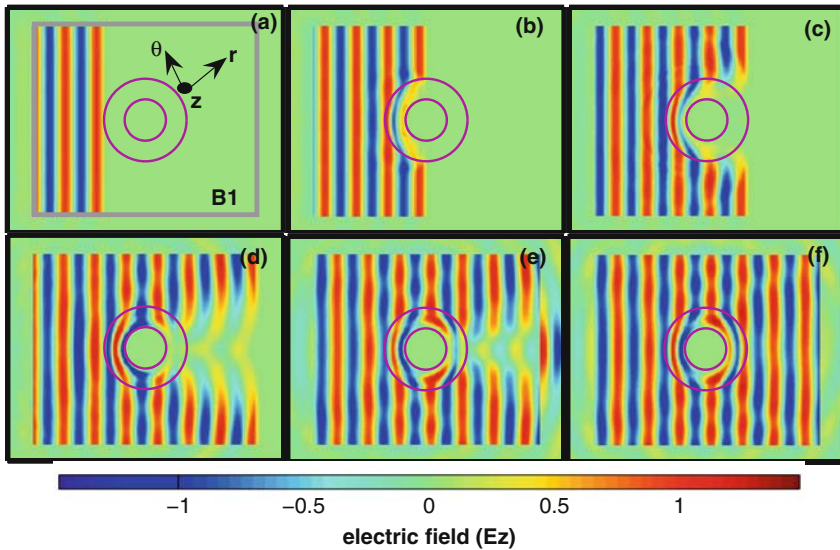 (a)
θ
r
z
B1
(b)
(c)
(d)
(e)
(f)
−1 −0.5 0 0.5 1
electric field (Ez)